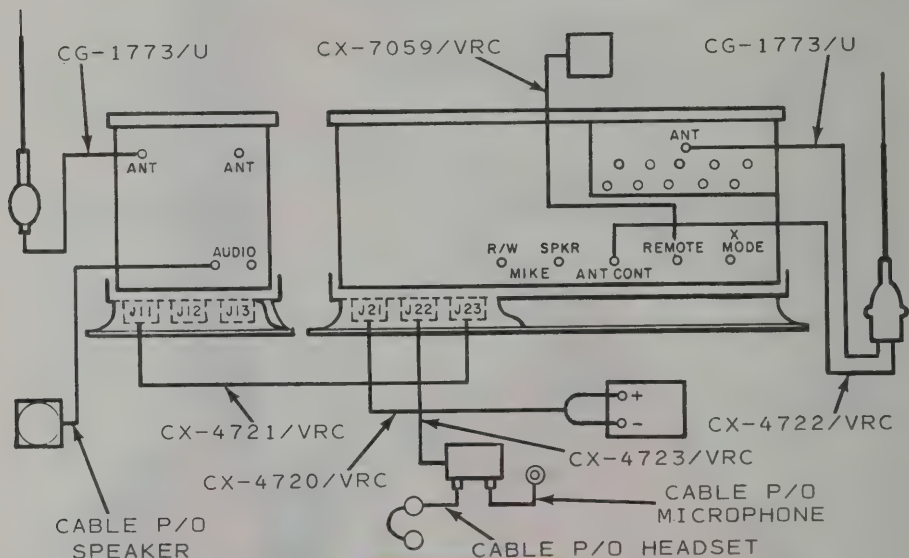 CG-1773/U
CX-7059/VRC
CG-1773/U
ANT
ANT
ANT
AUDIO
R/W
SPKR
MIKE
ANT CONT
REMOTE
X
MODE
J11
J12
J13
J21
J22
J23
+
-
CX-4721/VRC
CX-4720/VRC
CX-4723/VRC
CX-4722/VRC
CABLE P/O
SPEAKER
CABLE P/O
MICROPHONE
CABLE P/O HEADSET